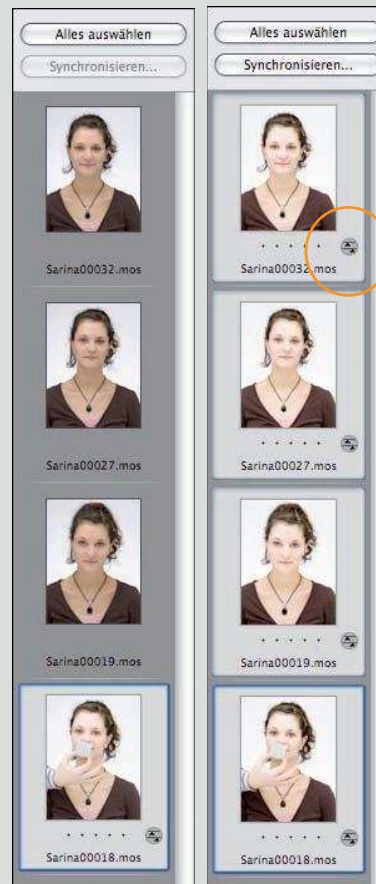 Alles auswählen
Synchronisieren...
Sarina00032.mos
Sarina00027.mos
Sarina00019.mos
Sarina00018.mos
Alles auswählen
Synchronisieren...
Sarina00032.mos
Sarina00027.mos
Sarina00019.mos
Sarina00018.mos